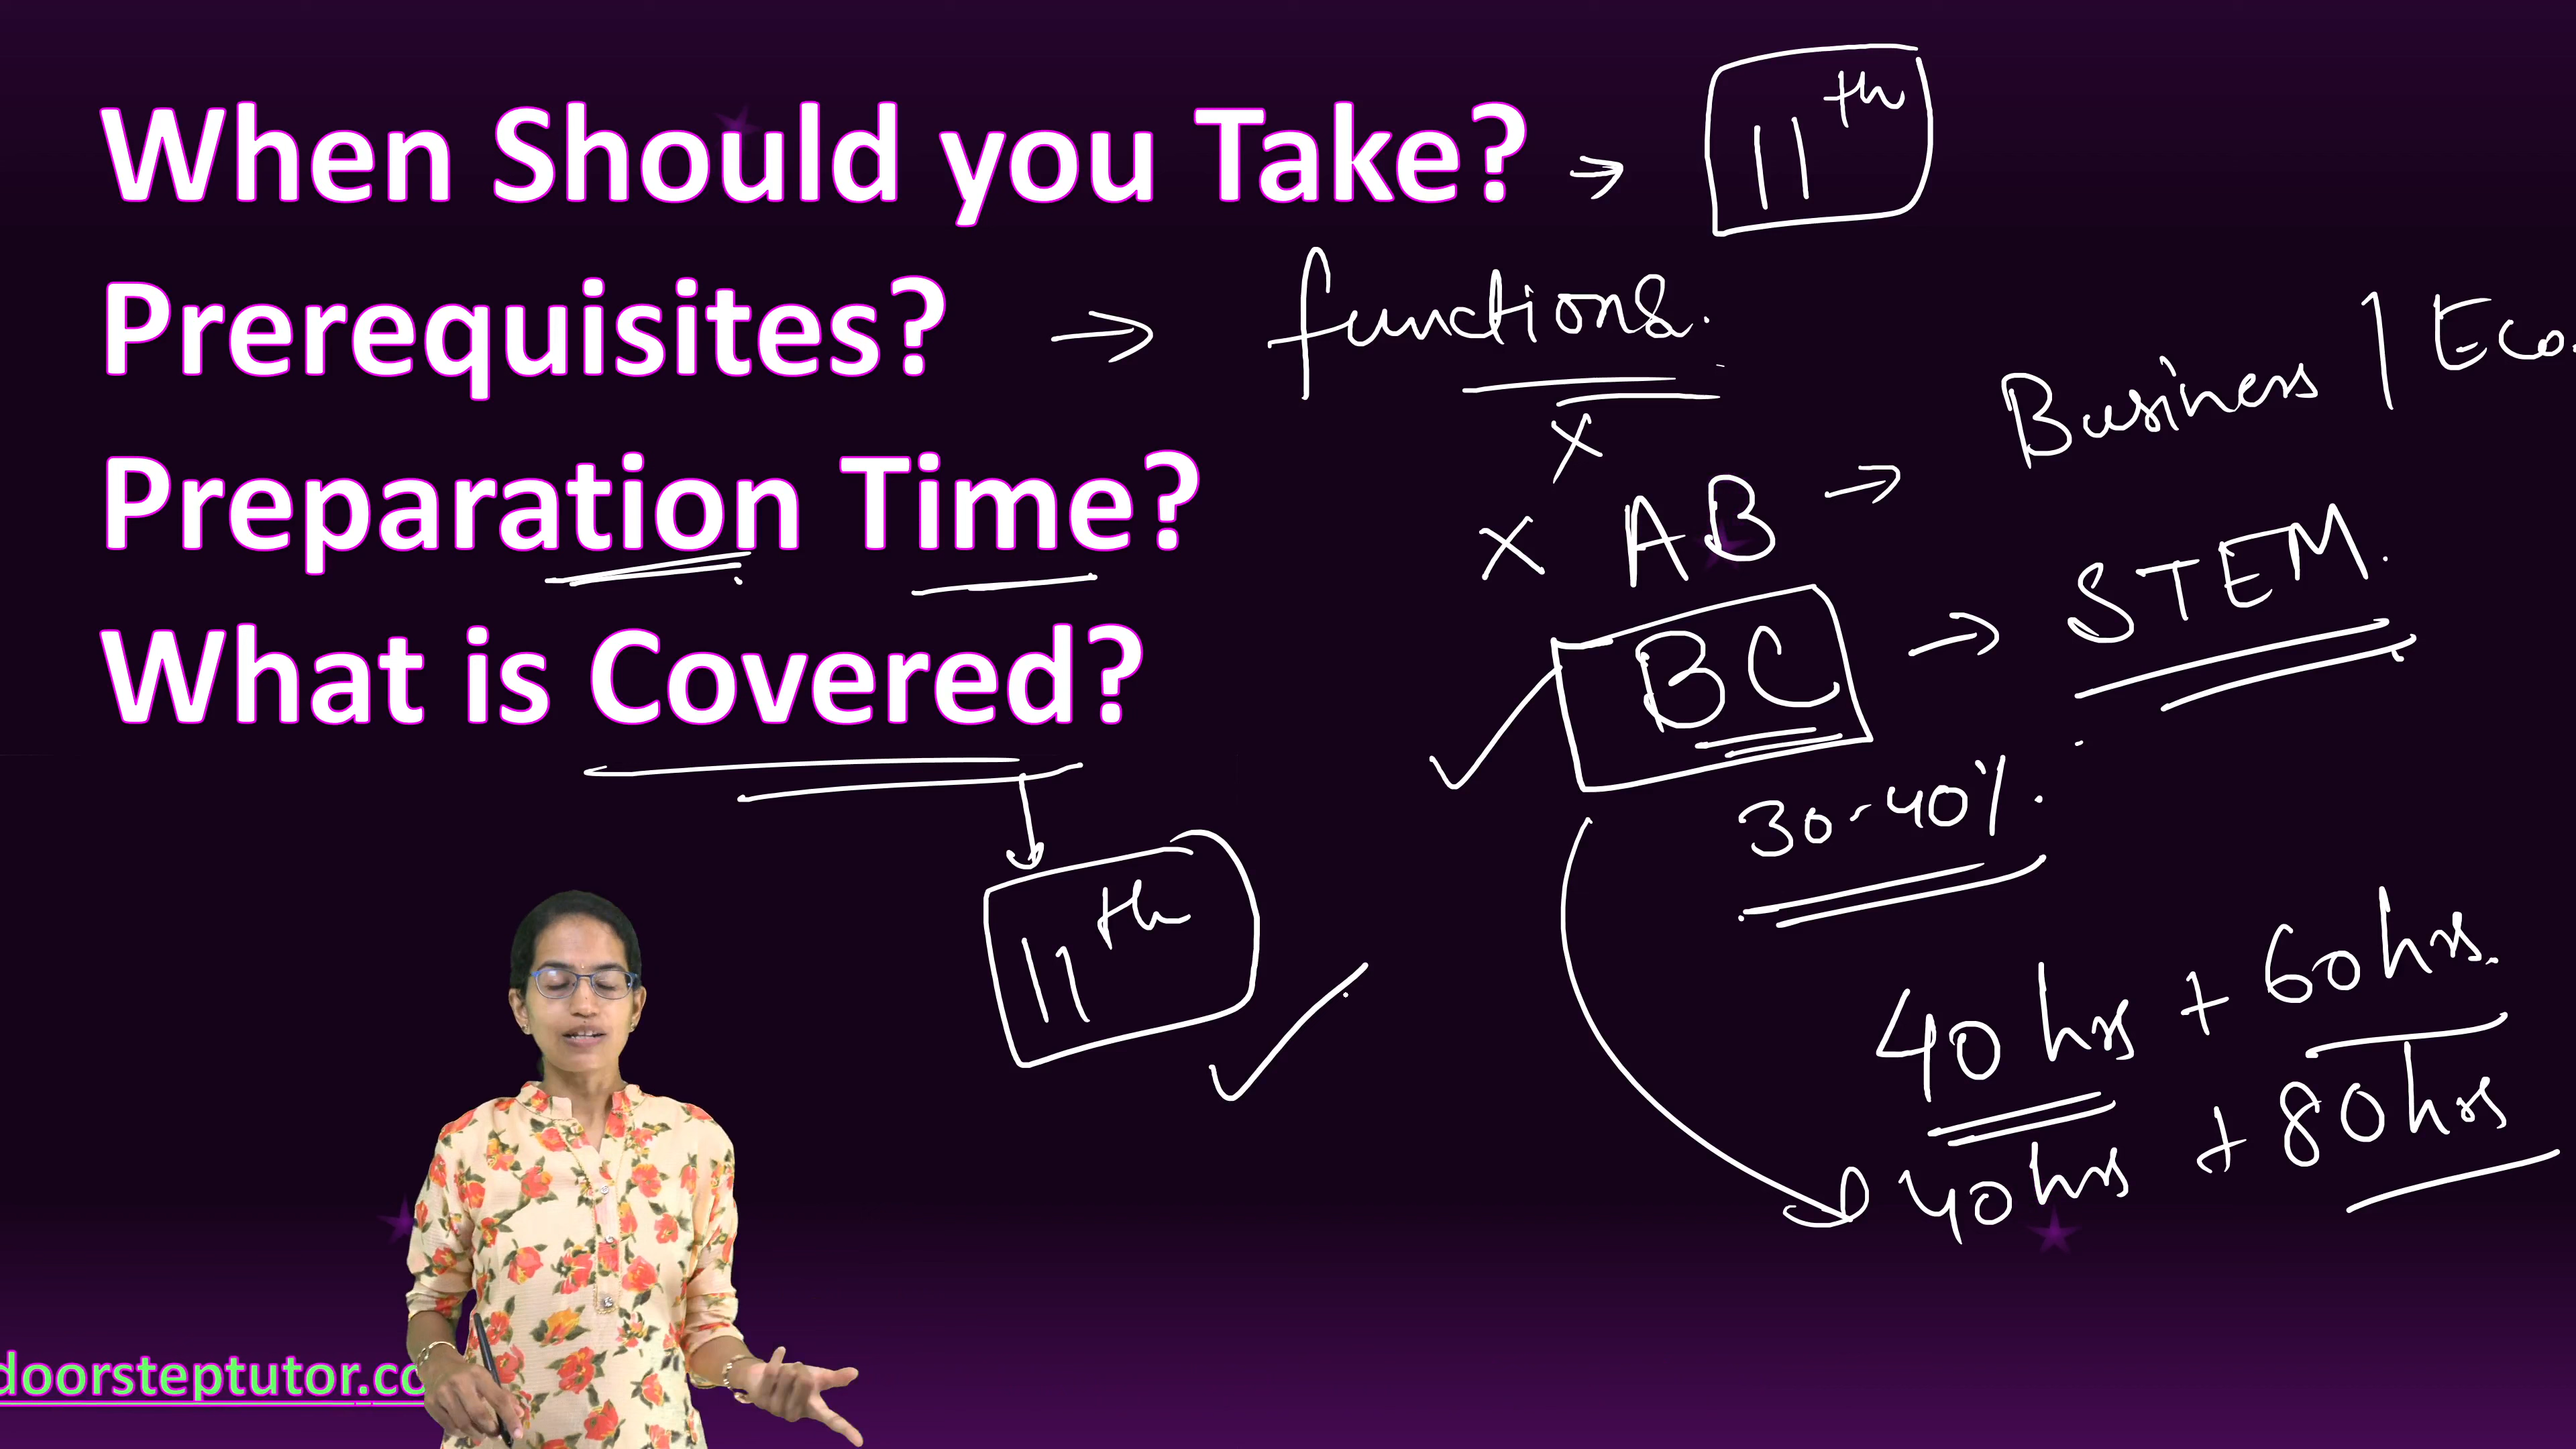 When Should you Take? → 11th
Prerequisites? → functions.
Business | Eco.
Preparation Time?
x
x AB →
STEM.
What is Covered?
BC →
30-40%.
11th
40 hrs + 60 hrs.
40 hrs + 80 hrs
doorsteptutor.co